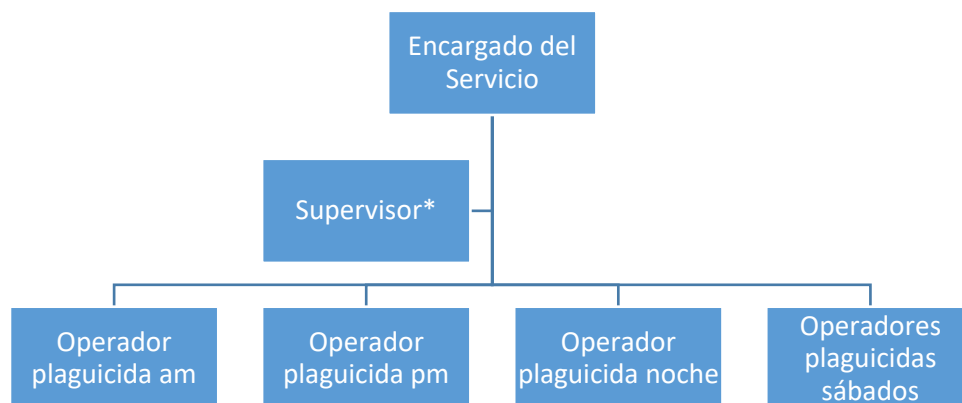 Encargado del
Servicio
Supervisor*
Operador
plaguicida am
Operador
plaguicida pm
Operador
plaguicida noche
Operadores
plaguicidas
sábados